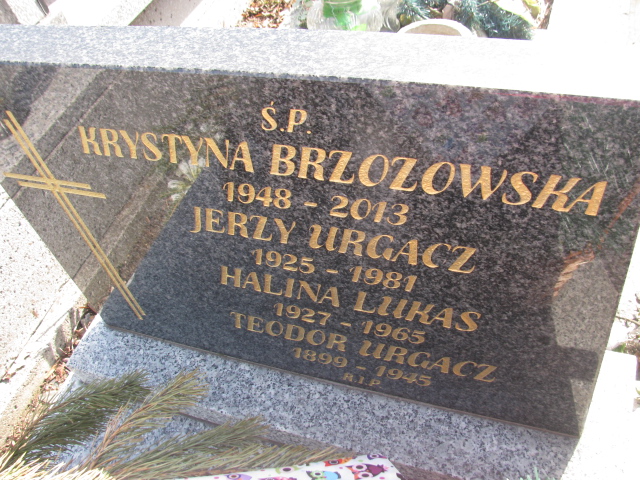 Ś.P.
KRYSTYNA BRZOZOWSKA
1948 - 2013
JERZY URGACZ
1925 - 1981
HALINA LUKAS
1927 - 1965
TEODOR URGACZ
1899 - 1945
R.I.P